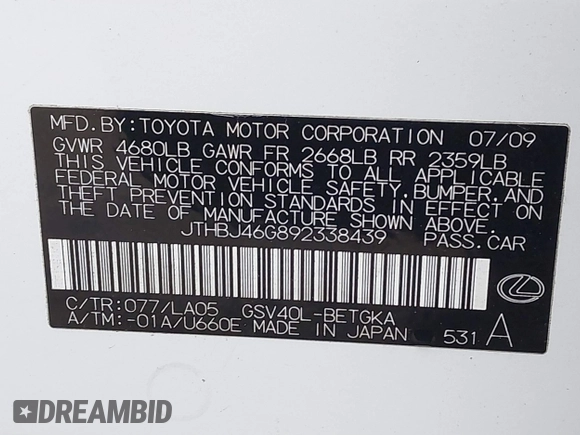 MFD.BY:TOYOTA MOTOR CORPORATION 07/09
GVWR 4680LB GAWR FR 2668LB RR 2359LB
THIS VEHICLE CONFORMS TO ALL APPLICABLE
FEDERAL MOTOR VEHICLE SAFETY, BUMPER, AND
THEFT PREVENTION STANDARDS IN EFFECT ON
THE DATE OF MANUFACTURE SHOWN ABOVE.
JTHBJ46G892338439 PASS.CAR
C/TR:077/LA05 GSV40L-BETGKA
A/TM:-01A/U660E MADE IN JAPAN 531 A
DREAMBID